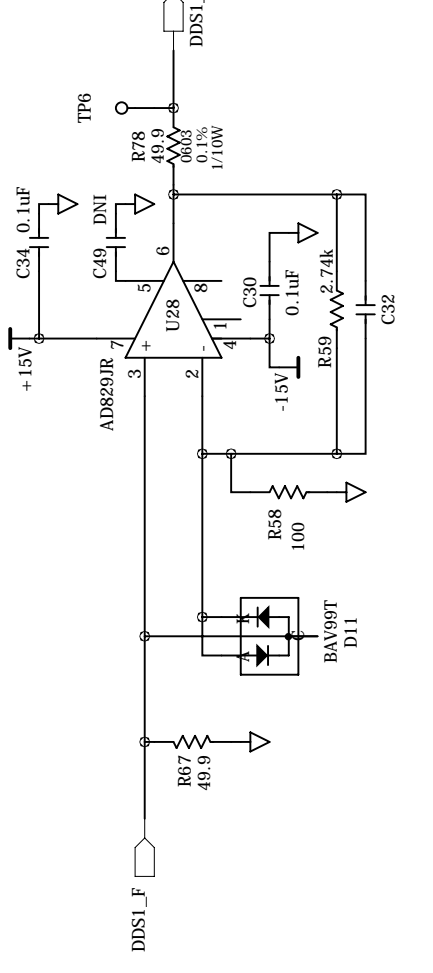 DDS1_
TP6
R78
49.9
0603
0.1%
1/10W
C34
0.1uF
C49
DNI
6
5
8
U28
1
7
4
+15V
AD829JR
+
-
3
2
C30
0.1uF
-15V
R59
2.74k
C32
R58
100
K
A
BAV99T
D11
R67
49.9
DDS1_F